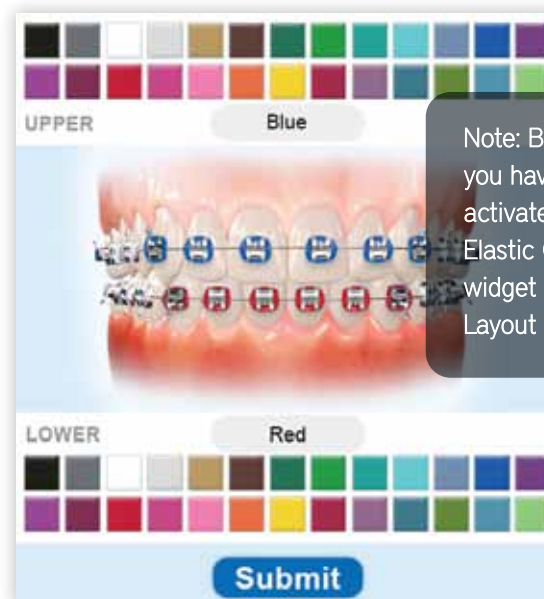 UPPER
Blue
Note: B
you hav
activate
Elastic
widget
Layout
LOWER
Red
Submit